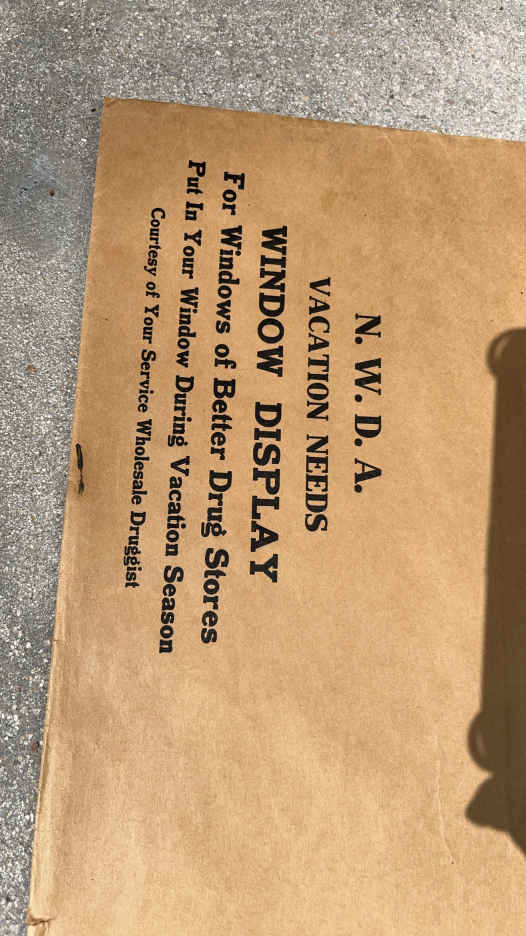 N. W. D. A.
VACATION NEEDS
WINDOW DISPLAY
For Windows of Better Drug Stores
Put In Your Window During Vacation Season
Courtesy of Your Service Wholesale Druggist